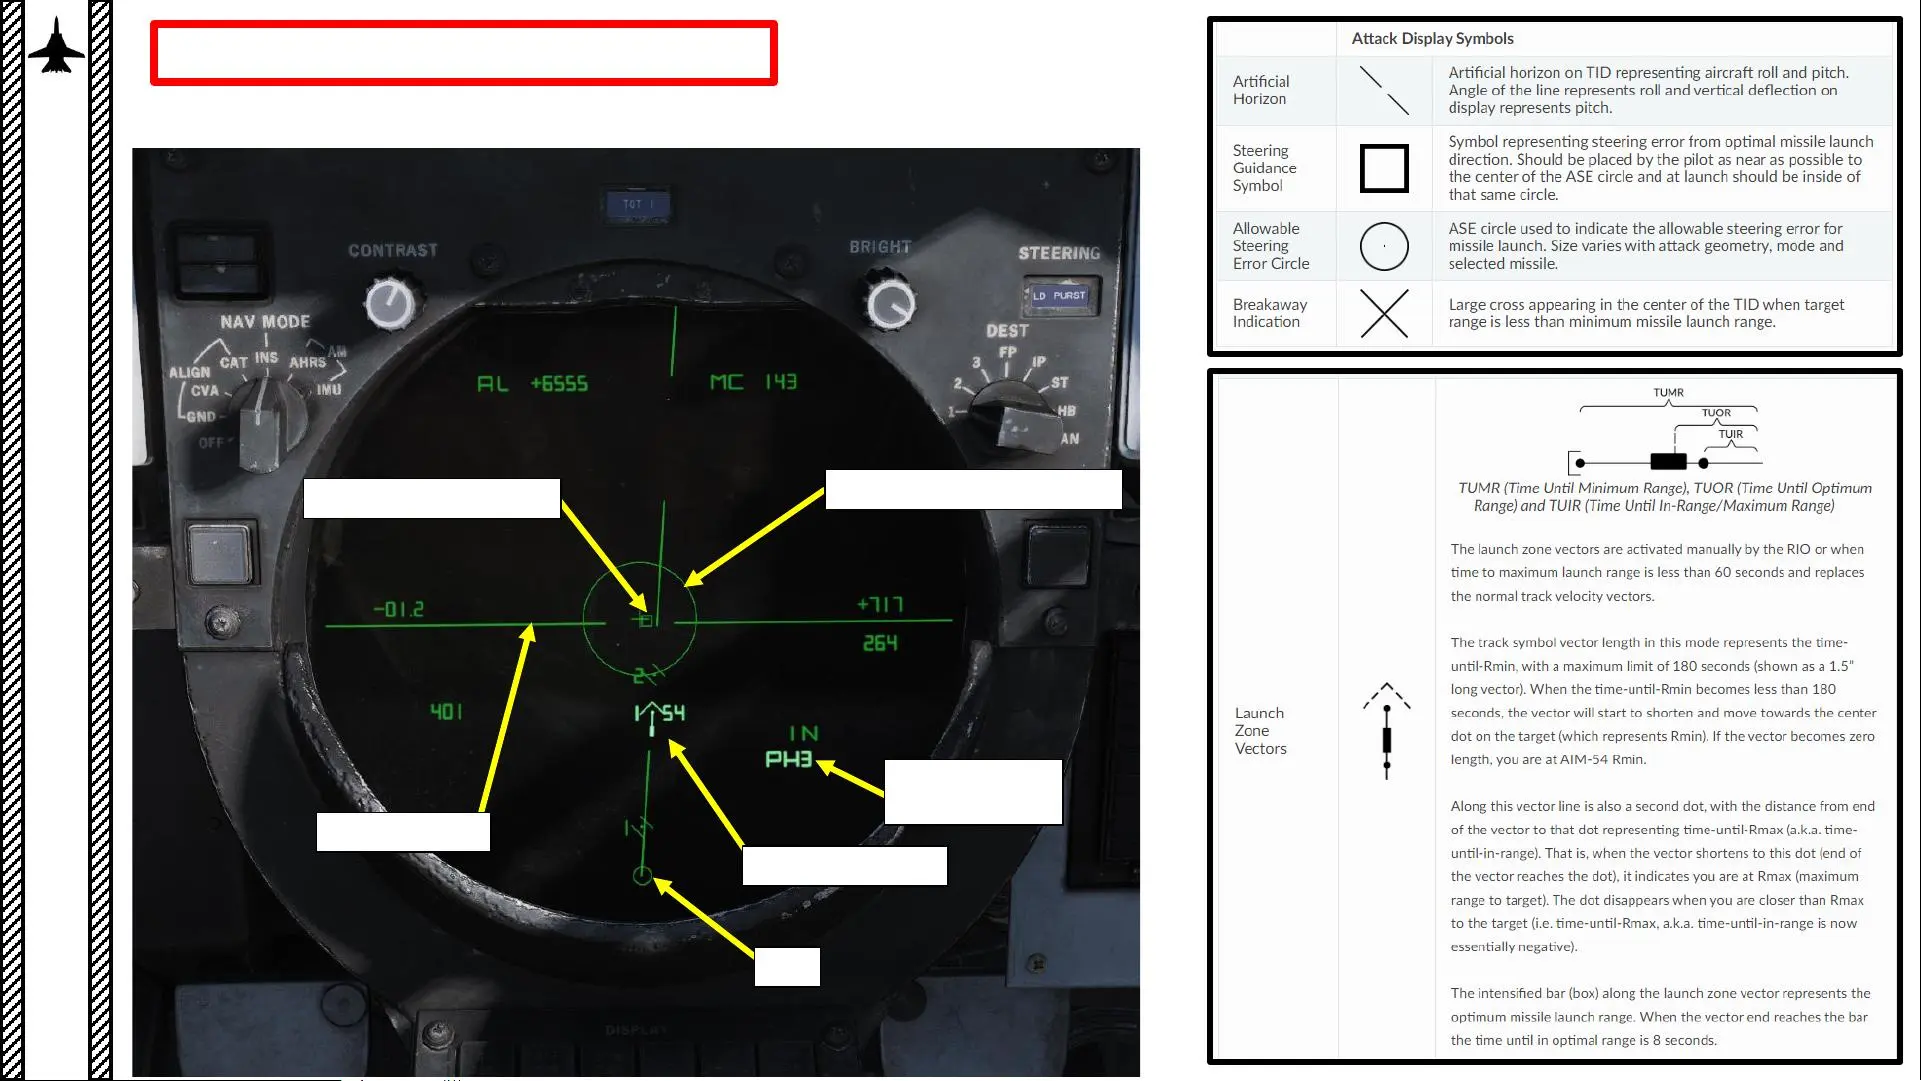 TOT 1
CONTRAST
BRIGHT
STEERING
LD PURST
NAV MODE
ALIGN
CVA
GND
OFF
CAT
INS
AHRS
AM
IMU
DEST
FP
3
IP
2
ST
1
HB
AN
AL +6555
MC 143
-01.2
+717
264
2
401
1 54
IN
PH3
1
DISPLAY
Attack Display Symbols
Artificial
Horizon
Artificial horizon on TID representing aircraft roll and pitch.
Angle of the line represents roll and vertical deflection on
display represents pitch.
Steering
Guidance
Symbol
Symbol representing steering error from optimal missile launch
direction. Should be placed by the pilot as near as possible to
the center of the ASE circle and at launch should be inside of
that same circle.
Allowable
Steering
Error Circle
ASE circle used to indicate the allowable steering error for
missile launch. Size varies with attack geometry, mode and
selected missile.
Breakaway
Indication
Large cross appearing in the center of the TID when target
range is less than minimum missile launch range.
Launch
Zone
Vectors
TUMR
TUOR
TUIR
TUMR (Time Until Minimum Range), TUOR (Time Until Optimum
Range) and TUIR (Time Until In-Range/Maximum Range)
The launch zone vectors are activated manually by the RIO or when
time to maximum launch range is less than 60 seconds and replaces
the normal track velocity vectors.
The track symbol vector length in this mode represents the time-
until-Rmin, with a maximum limit of 180 seconds (shown as a 1.5"
long vector). When the time-until-Rmin becomes less than 180
seconds, the vector will start to shorten and move towards the center
dot on the target (which represents Rmin). If the vector becomes zero
length, you are at AIM-54 Rmin.
Along this vector line is also a second dot, with the distance from end
of the vector to that dot representing time-until-Rmax (a.k.a. time-
until-in-range). That is, when the vector shortens to this dot (end of
the vector reaches the dot), it indicates you are at Rmax (maximum
range to target). The dot disappears when you are closer than Rmax
to the target (i.e. time-until-Rmax, a.k.a. time-until-in-range is now
essentially negative).
The intensified bar (box) along the launch zone vector represents the
optimum missile launch range. When the vector end reaches the bar
the time until in optimal range is 8 seconds.